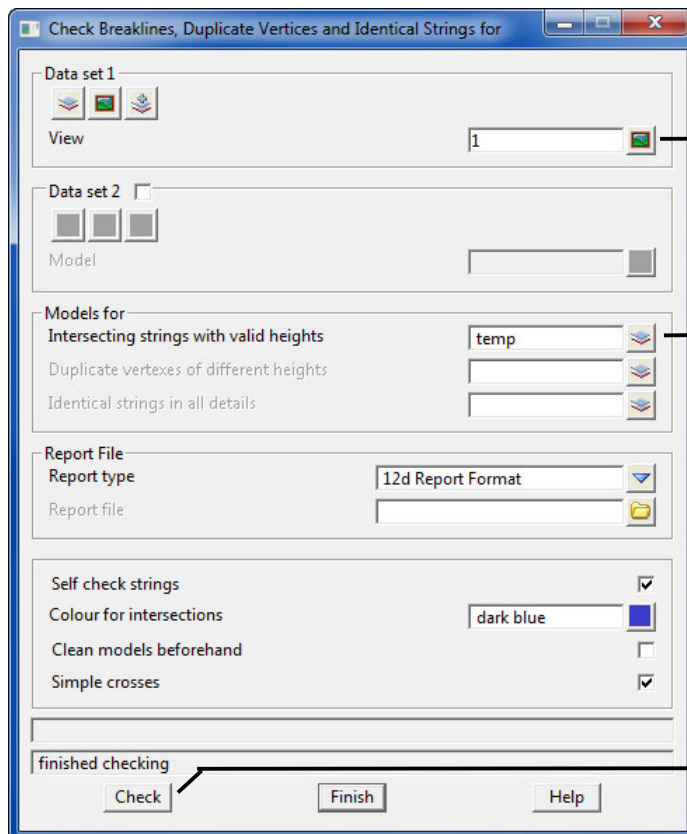 Check Breaklines, Duplicate Vertices and Identical Strings for
Data set 1
View 1
Data set 2
Model
Models for
Intersecting strings with valid heights temp
Duplicate vertexes of different heights
Identical strings in all details
Report File
Report type 12d Report Format
Report file
Self check strings
Colour for intersections dark blue
Clean models beforehand
Simple crosses
finished checking
Check Finish Help